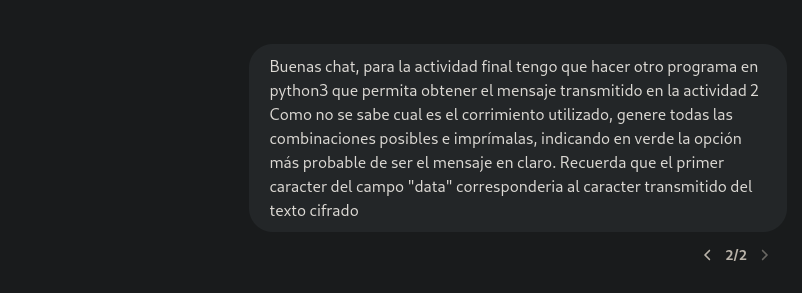 Buenas chat, para la actividad final tengo que hacer otro programa en
python3 que permita obtener el mensaje transmitido en la actividad 2
Como no se sabe cual es el corrimiento utilizado, genere todas las
combinaciones posibles e imprímalas, indicando en verde la opción
más probable de ser el mensaje en claro. Recuerda que el primer
caracter del campo "data" corresponderia al caracter transmitido del
texto cifrado
2/2